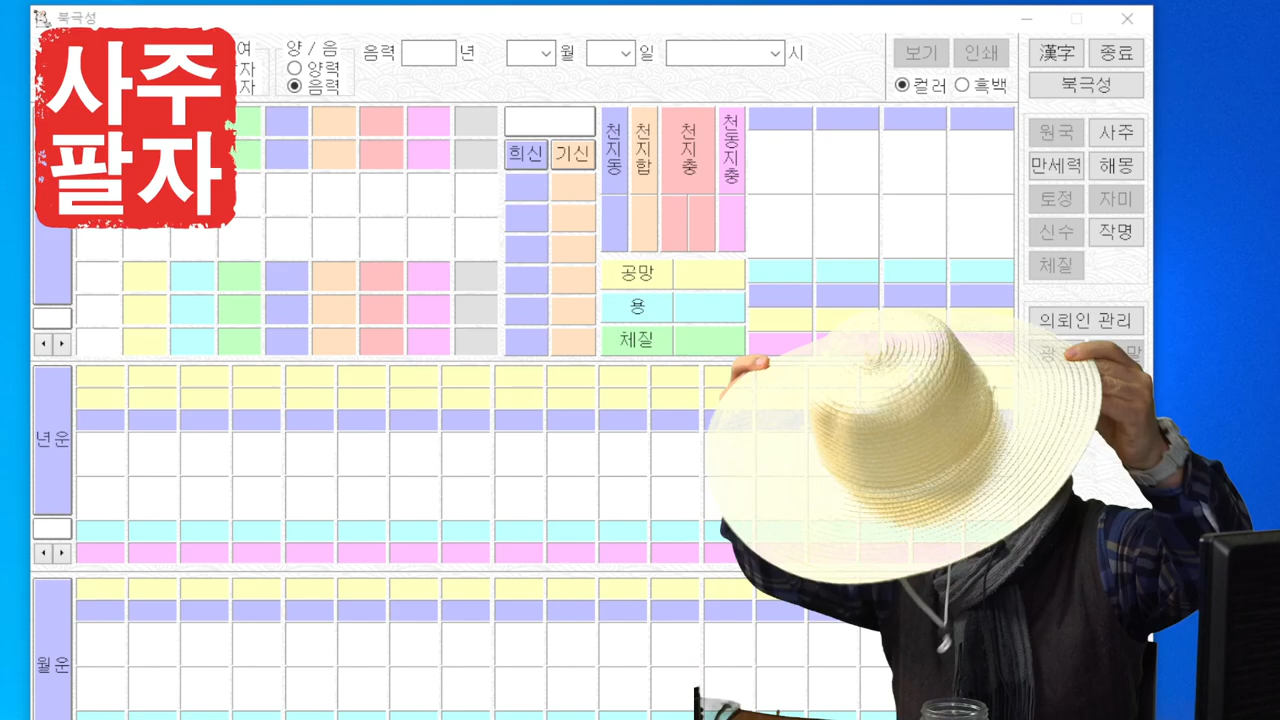 북극성
사주
팔자
여
자
자
양 / 음
양력
음력
음력 년 월 일 시
보기 인쇄
컬러 흑백
漢字 종료
북극성
희신 기신
천지동
천지합
천지충
천동지충
공망
용
체질
원국 사주
만세력 해몽
토정 자미
신수 작명
체질
의뢰인 관리
망
년운
월운